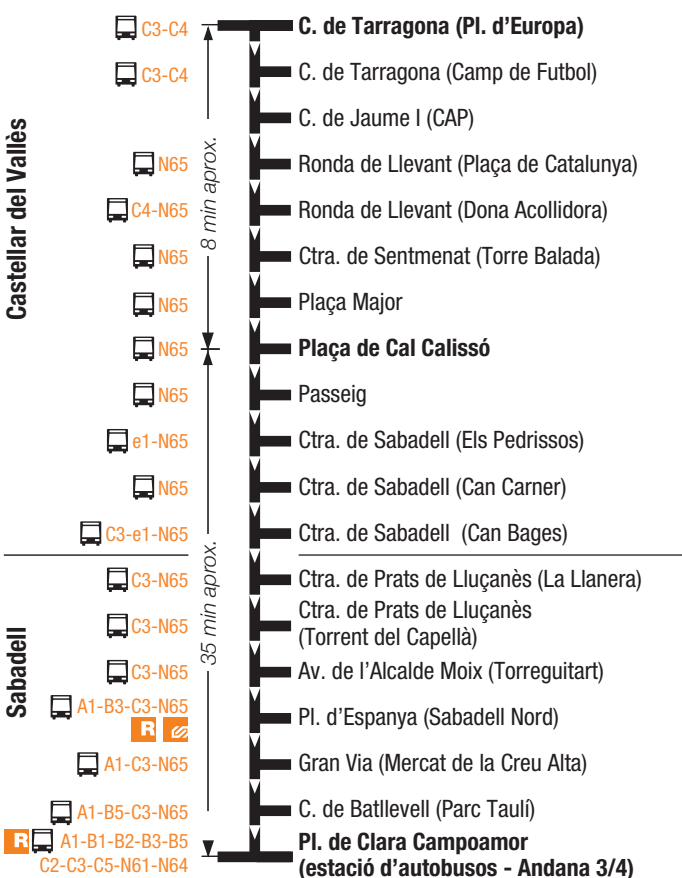 C3-C4 C. de Tarragona (Pl. d'Europa)
C3-C4 C. de Tarragona (Camp de Futbol)
C. de Jaume I (CAP)
N65 Ronda de Llevant (Plaça de Catalunya)
C4-N65 Ronda de Llevant (Dona Acollidora)
N65 Ctra. de Sentmenat (Torre Balada)
N65 Plaça Major
N65 Plaça de Cal Calissó
N65 Passeig
e1-N65 Ctra. de Sabadell (Els Pedrissos)
N65 Ctra. de Sabadell (Can Carner)
C3-e1-N65 Ctra. de Sabadell (Can Bages)
Castellar del Vallès
8 min aprox.
C3-N65 Ctra. de Prats de Lluçanès (La Llanera)
C3-N65 Ctra. de Prats de Lluçanès
(Torrent del Capellà)
C3-N65 Av. de l'Alcalde Moix (Torreguitart)
A1-B3-C3-N65 Pl. d'Espanya (Sabadell Nord)
R
A1-C3-N65 Gran Via (Mercat de la Creu Alta)
A1-B5-C3-N65 C. de Batllevell (Parc Taulí)
R A1-B1-B2-B3-B5 Pl. de Clara Campoamor
C2-C3-C5-N61-N64 (estació d'autobusos - Andana 3/4)
Sabadell
35 min aprox.